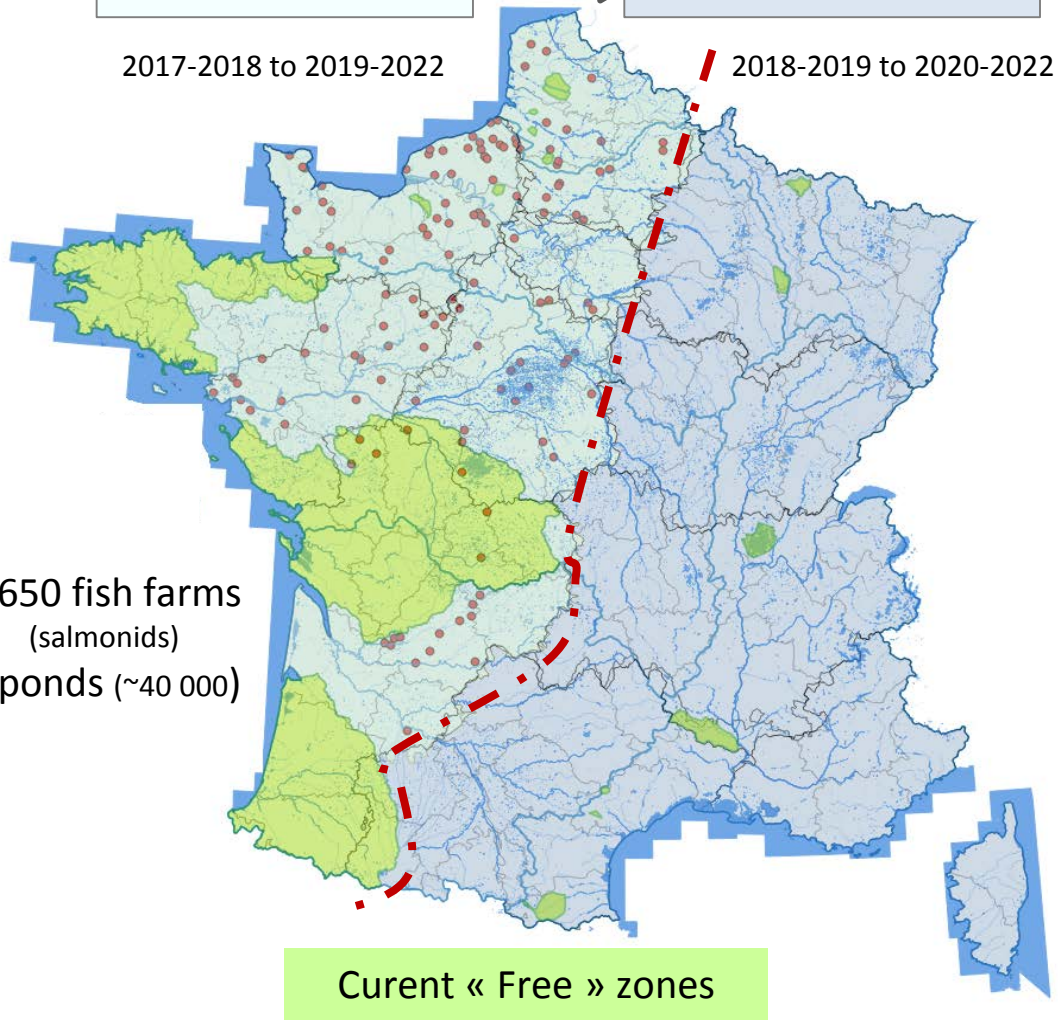 2017-2018 to 2019-2022
2018-2019 to 2020-2022
650 fish farms
(salmonids)
ponds (~40 000)
Curent « Free » zones